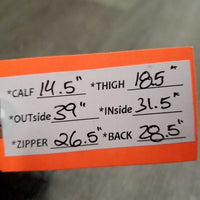 *CALF 14.5" *THIGH 18.5"
*OUTside 39" *INside 31.5"
*ZIPPER 26.5" *BACK 28.5"